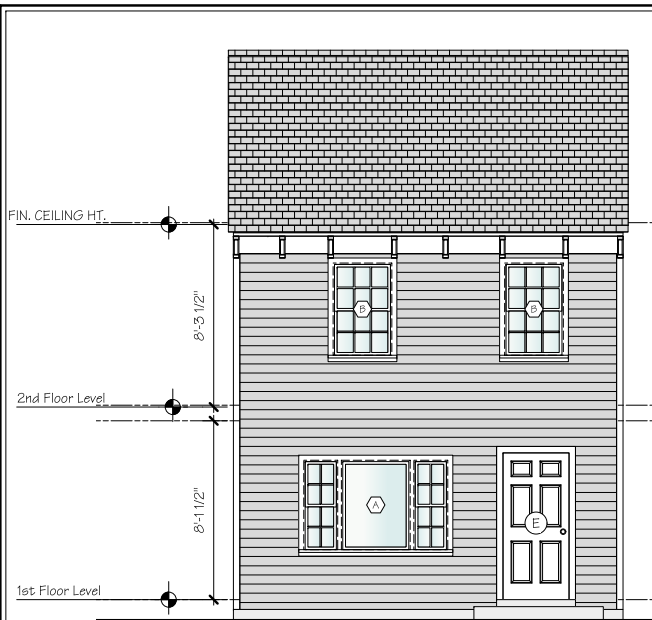 FIN. CEILING HT.
8'-3 1/2"
B
B
2nd Floor Level
8'-1 1/2"
A
E
1st Floor Level